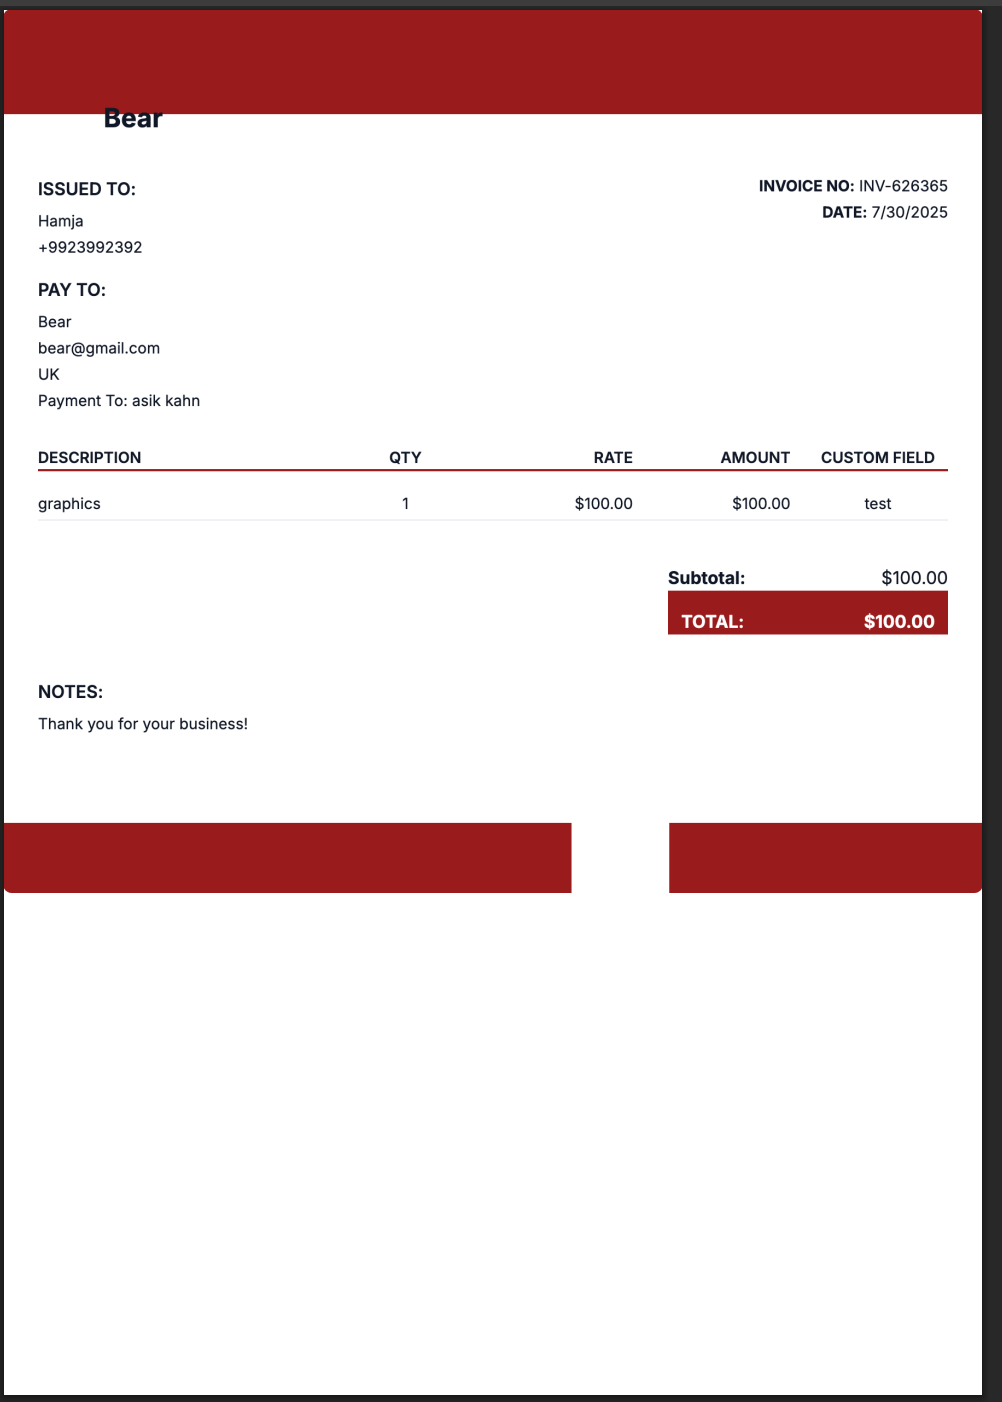 Bear
ISSUED TO:
Hamja
+9923992392
INVOICE NO: INV-626365
DATE: 7/30/2025
PAY TO:
Bear
bear@gmail.com
UK
Payment To: asik kahn
DESCRIPTION QTY RATE AMOUNT CUSTOM FIELD
graphics 1 $100.00 $100.00 test
Subtotal: $100.00
TOTAL: $100.00
NOTES:
Thank you for your business!